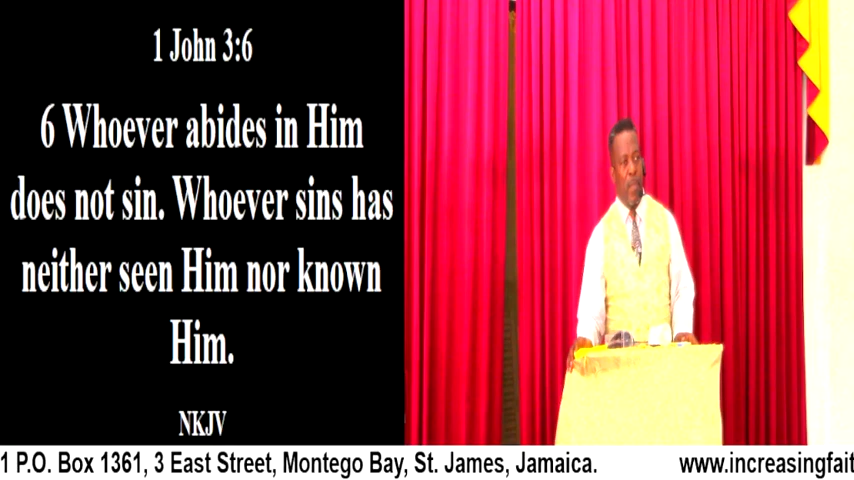 1 John 3:6
6 Whoever abides in Him
does not sin. Whoever sins has
neither seen Him nor known
Him.
NKJV
1 P.O. Box 1361, 3 East Street, Montego Bay, St. James, Jamaica. www.increasingfait